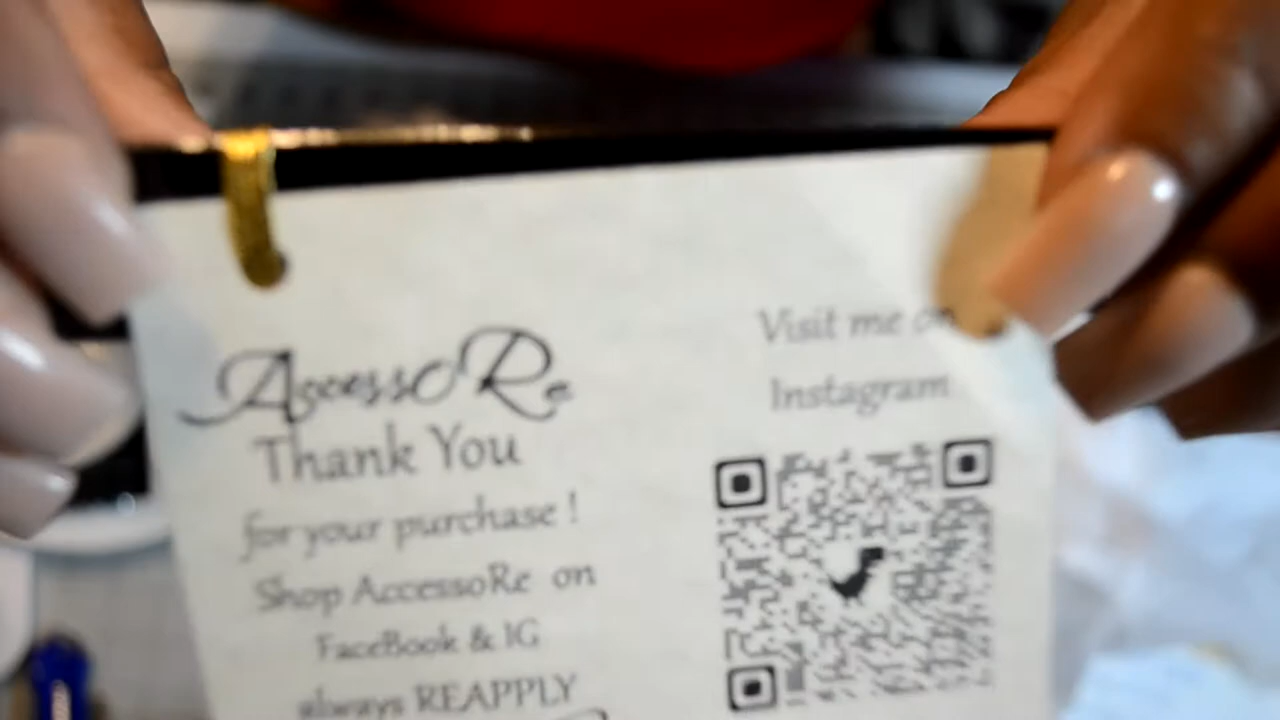 AccessORe
Thank You
for your purchase !
Shop AccessoRe on
FaceBook & IG
always REAPPLY
Visit me on
Instagram